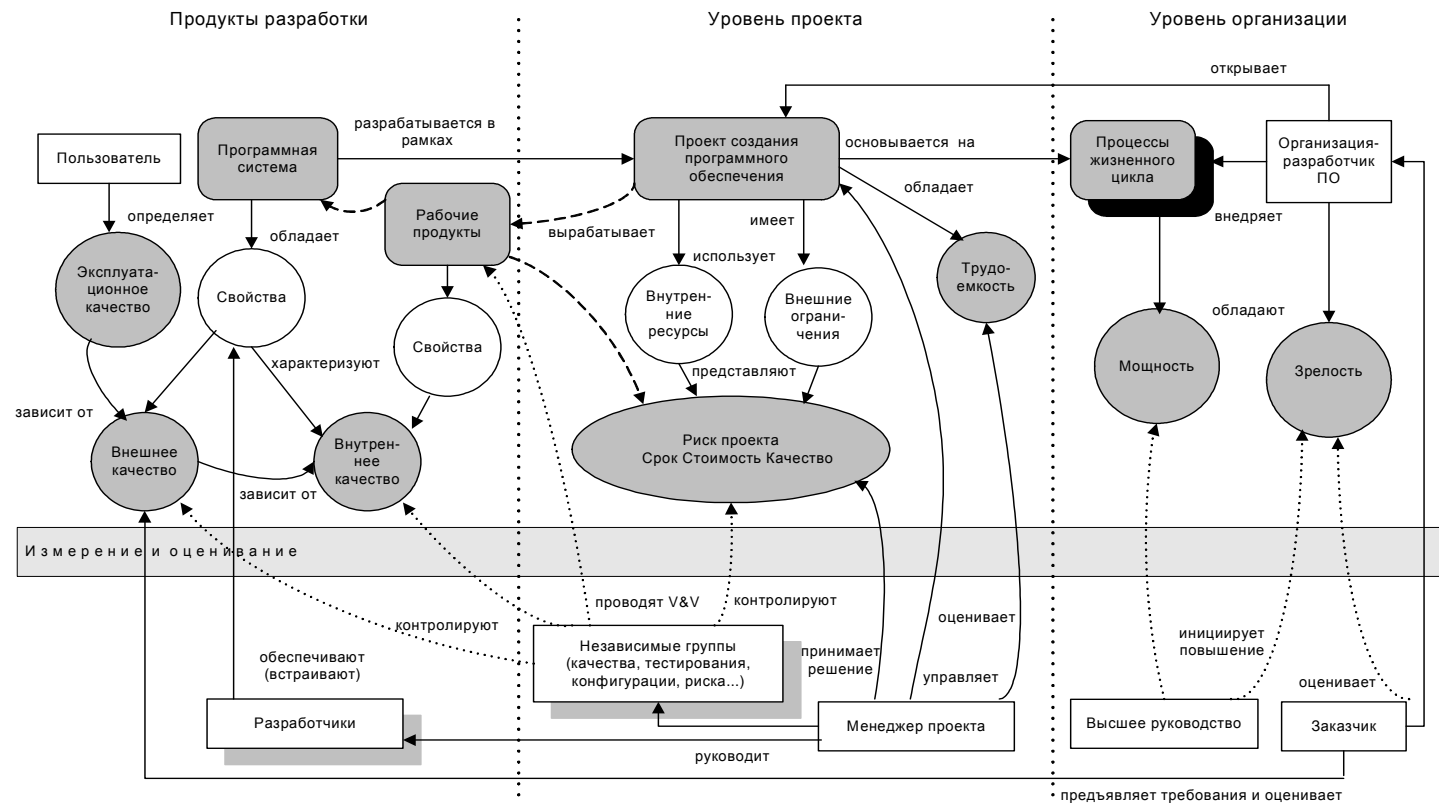 Продукты разработки
Уровень проекта
Уровень организации
открывает
разрабатывается в
рамках
Пользователь
Программная
система
Проект создания
программного
обеспечения
основывается на
Процессы
жизненного
цикла
Организация-
разработчик
ПО
обладает
определяет
обладает
Рабочие
продукты
вырабатывает
имеет
внедряет
использует
Эксплуата-
ционное
качество
Свойства
Внутрен-
ние
ресурсы
Внешние
ограни-
чения
Трудо-
емкость
обладают
Свойства
характеризуют
представляют
Мощность
Зрелость
зависит от
Внешнее
качество
Внутрен-
нее
качество
зависит от
Риск проекта
Срок Стоимость Качество
Измерение и оценивание
проводят V&V
контролируют
контролируют
оценивает
обеспечивают
(встраивают)
Независимые группы
(качества, тестирования,
конфигурации, риска...)
принимает
решение
управляет
инициирует
повышение
оценивает
Разработчики
Менеджер проекта
Высшее руководство
Заказчик
руководит
предъявляет требования и оценивает